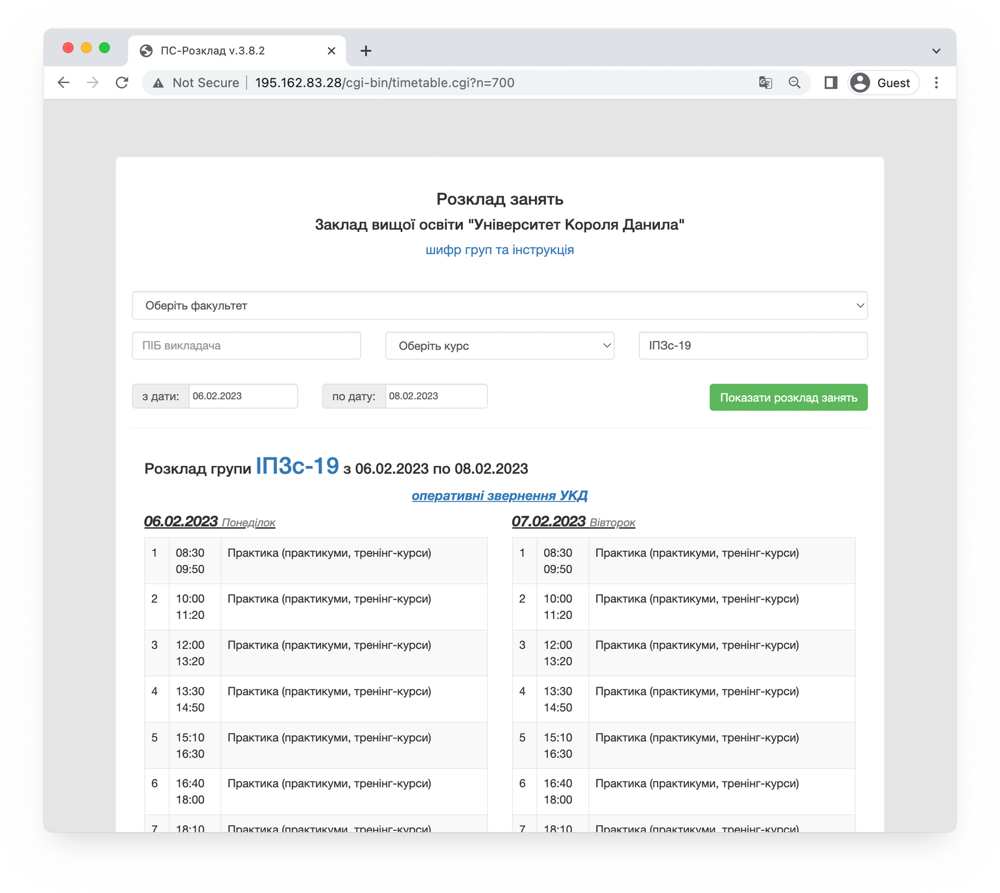 ПС-Розклад v.3.8.2
Not Secure | 195.162.83.28/cgi-bin/timetable.cgi?n=700
Guest
Розклад занять
Заклад вищої освіти "Університет Короля Данила"
шифр груп та інструкція
Оберіть факультет
ПІБ викладача
Оберіть курс
ІПЗс-19
з дати: 06.02.2023
по дату: 08.02.2023
Показати розклад занять
Розклад групи ІПЗс-19 з 06.02.2023 по 08.02.2023
оперативні звернення УКД
06.02.2023 Понеділок
1 08:30 Практика (практикуми, тренінг-курси)
09:50
2 10:00 Практика (практикуми, тренінг-курси)
11:20
3 12:00 Практика (практикуми, тренінг-курси)
13:20
4 13:30 Практика (практикуми, тренінг-курси)
14:50
5 15:10 Практика (практикуми, тренінг-курси)
16:30
6 16:40 Практика (практикуми, тренінг-курси)
18:00
7 18:10 Практика (практикуми, тренінг-курси)
07.02.2023 Вівторок
1 08:30 Практика (практикуми, тренінг-курси)
09:50
2 10:00 Практика (практикуми, тренінг-курси)
11:20
3 12:00 Практика (практикуми, тренінг-курси)
13:20
4 13:30 Практика (практикуми, тренінг-курси)
14:50
5 15:10 Практика (практикуми, тренінг-курси)
16:30
6 16:40 Практика (практикуми, тренінг-курси)
18:00
7 18:10 Практика (практикуми, тренінг-курси)